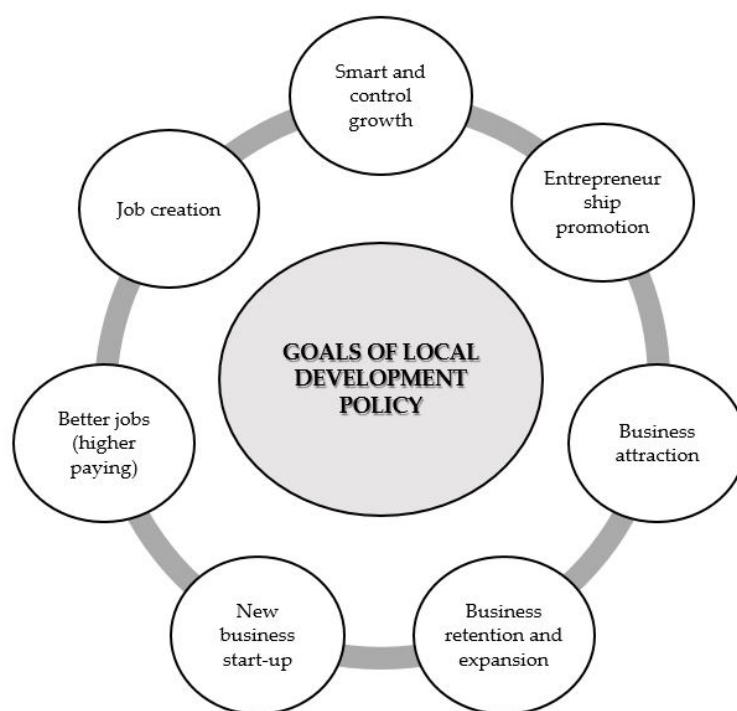 Smart and
control
growth
Entrepreneur
ship
promotion
Business
attraction
Business
retention and
expansion
New
business
start-up
Better jobs
(higher
paying)
Job creation
GOALS OF LOCAL
DEVELOPMENT
POLICY